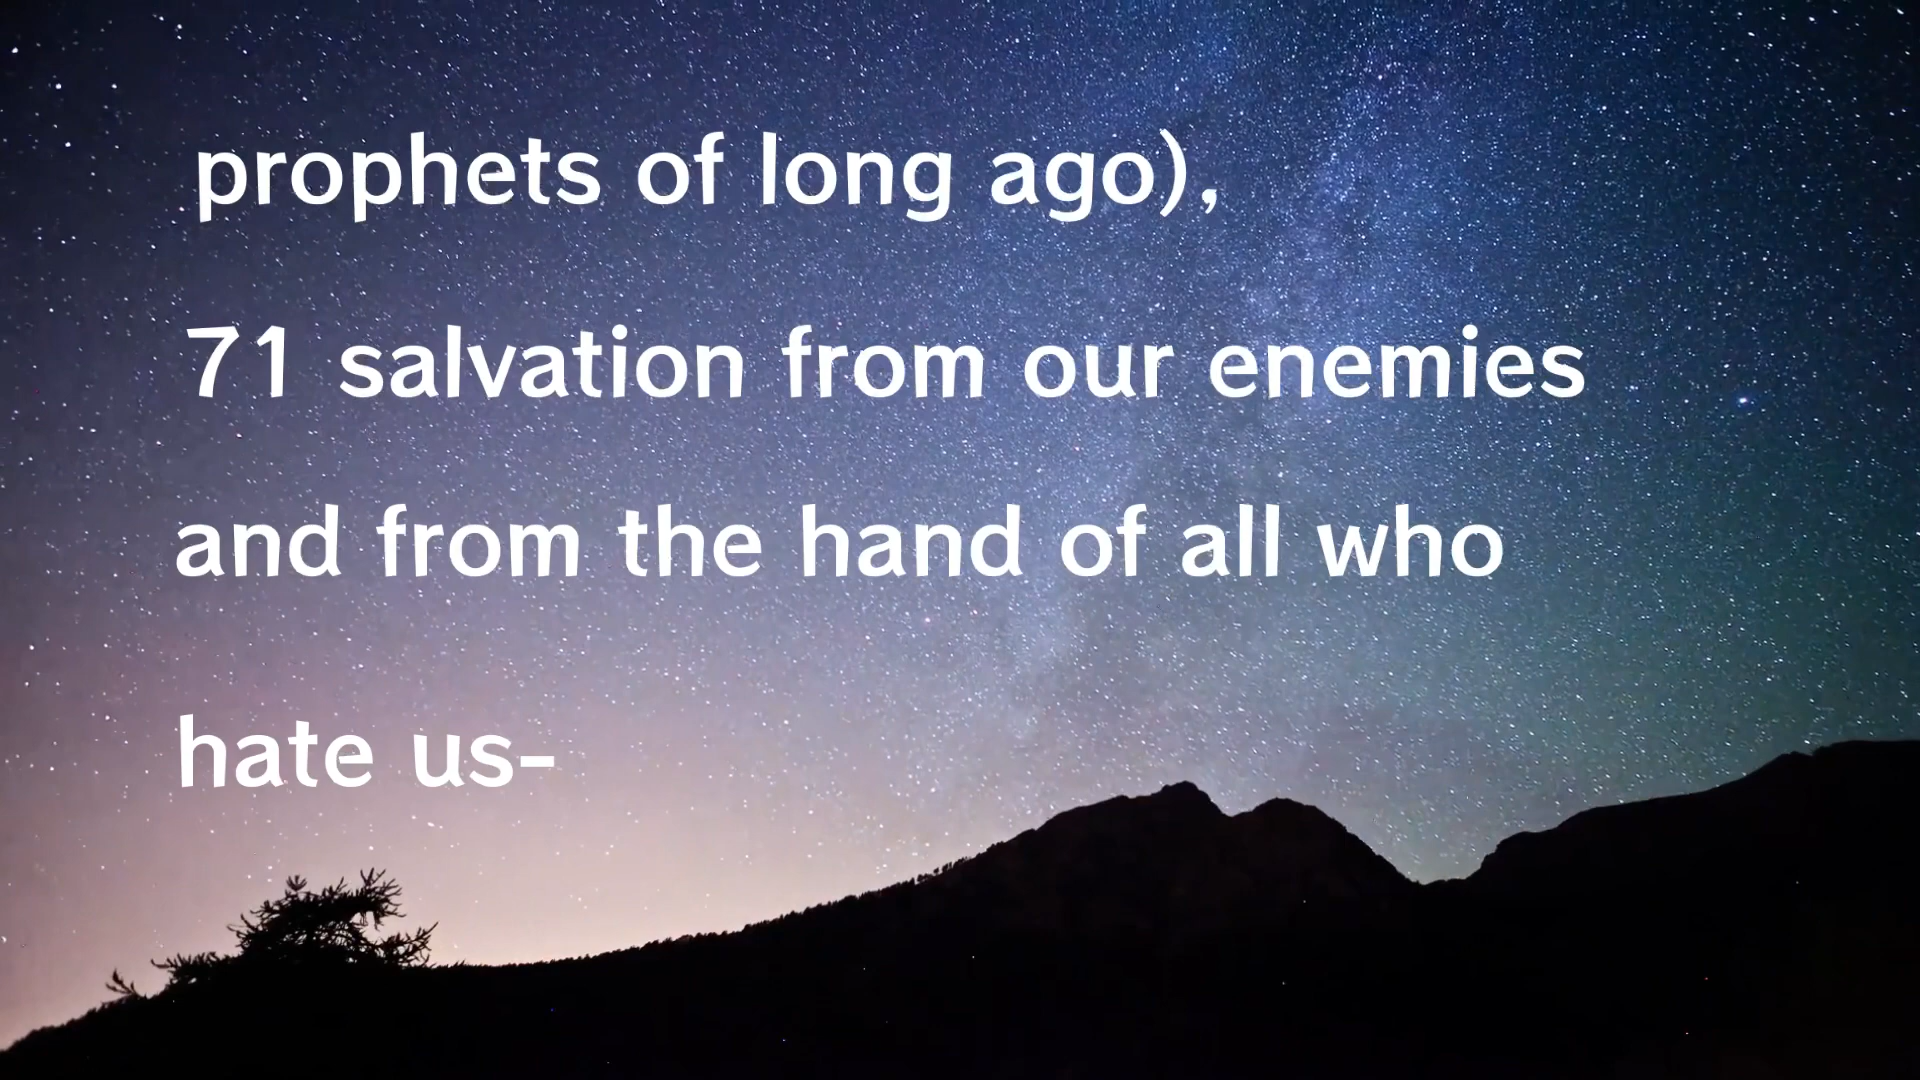 prophets of long ago),
71 salvation from our enemies
and from the hand of all who
hate us-